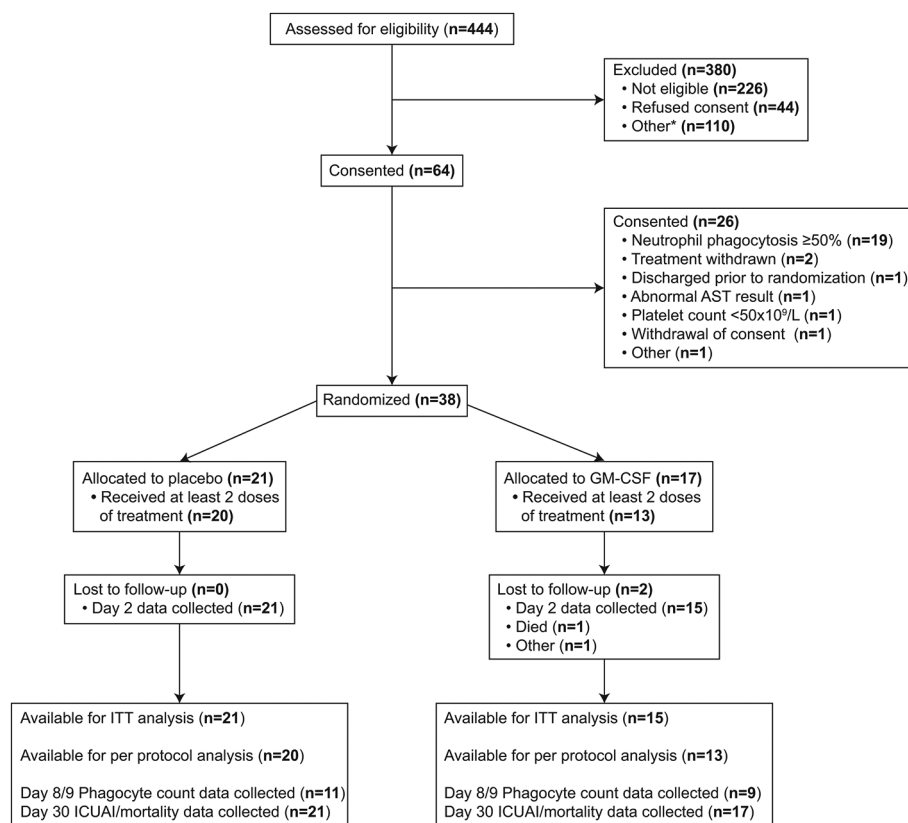 Assessed for eligibility (n=444)
Excluded (n=380)
• Not eligible (n=226)
• Refused consent (n=44)
• Other* (n=110)
Consented (n=64)
Consented (n=26)
• Neutrophil phagocytosis ≥50% (n=19)
• Treatment withdrawn (n=2)
• Discharged prior to randomization (n=1)
• Abnormal AST result (n=1)
• Platelet count <50x10⁹/L (n=1)
• Withdrawal of consent (n=1)
• Other (n=1)
Randomized (n=38)
Allocated to placebo (n=21)
• Received at least 2 doses
of treatment (n=20)
Allocated to GM-CSF (n=17)
• Received at least 2 doses
of treatment (n=13)
Lost to follow-up (n=0)
• Day 2 data collected (n=21)
Lost to follow-up (n=2)
• Day 2 data collected (n=15)
• Died (n=1)
• Other (n=1)
Available for ITT analysis (n=21)
Available for per protocol analysis (n=20)
Day 8/9 Phagocyte count data collected (n=11)
Day 30 ICUAI/mortality data collected (n=21)
Available for ITT analysis (n=15)
Available for per protocol analysis (n=13)
Day 8/9 Phagocyte count data collected (n=9)
Day 30 ICUAI/mortality data collected (n=17)